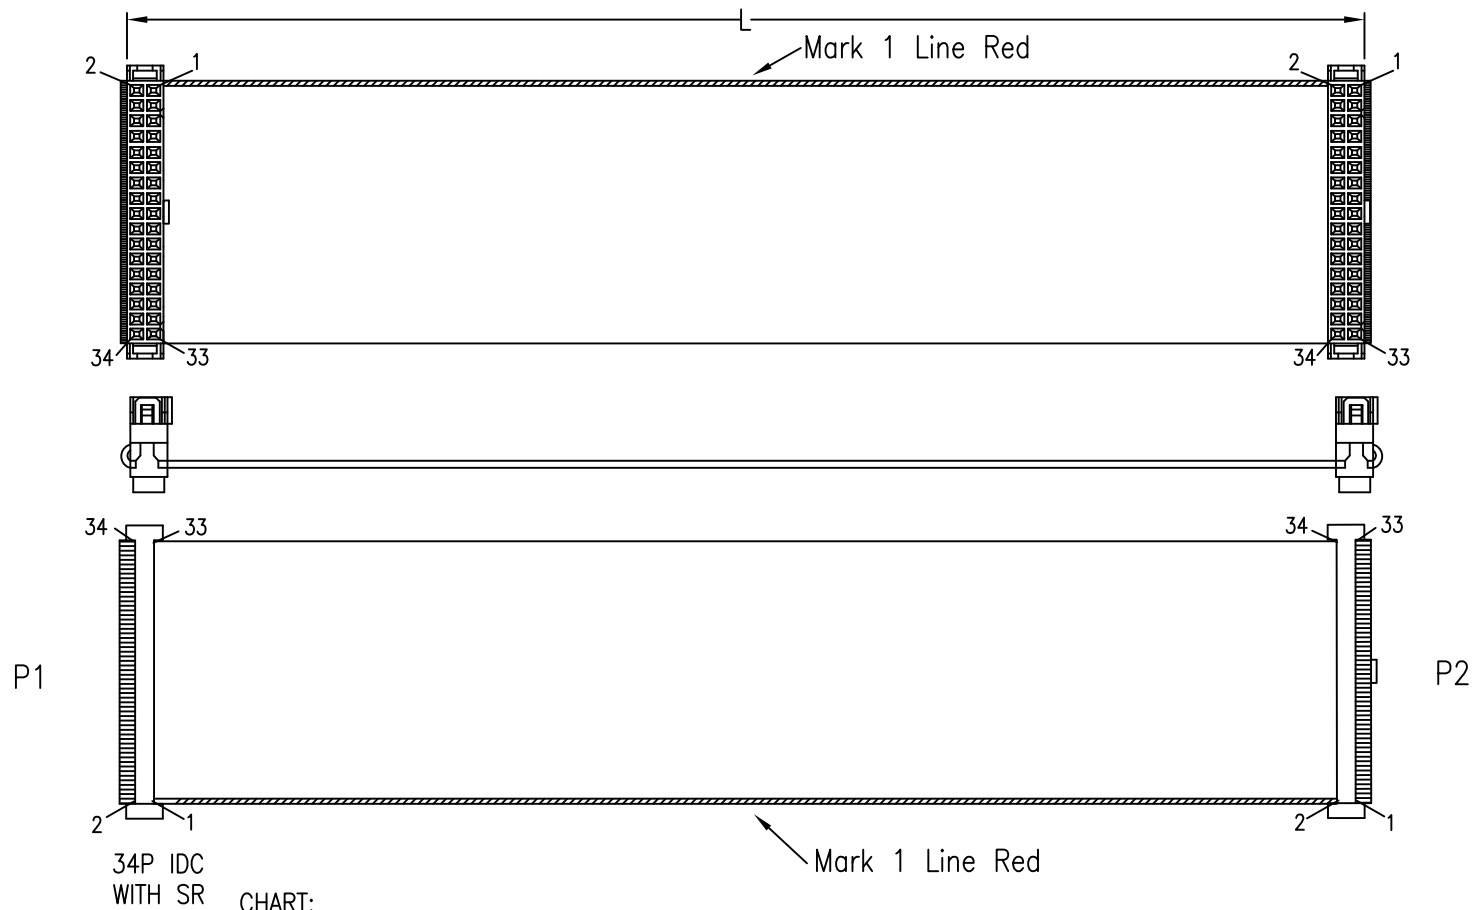 L
Mark 1 Line Red
2 1 2 1
34 33 34 33
34 33 34 33
P1 P2
2 1 2 1
Mark 1 Line Red
34P IDC
WITH SR
CHART: